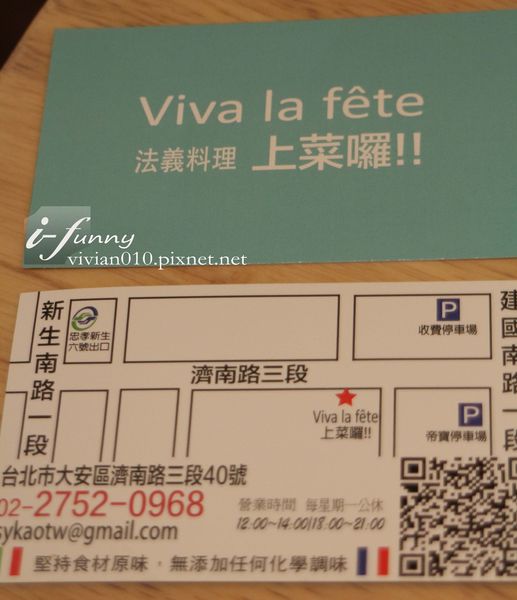 Viva la fête
法義料理 上菜囉!!
i-funny
vivian010.pixnet.net
新生南路一段
忠孝新生
六號出口
P
收費停車場
建國南路一段
濟南路三段
Viva la fête
上菜囉!!
P
帝寶停車場
台北市大安區濟南路三段40號
02-2752-0968
營業時間 每星期一公休
12:00~14:00|18:00~21:00
sykaotw@gmail.com
堅持食材原味，無添加任何化學調味